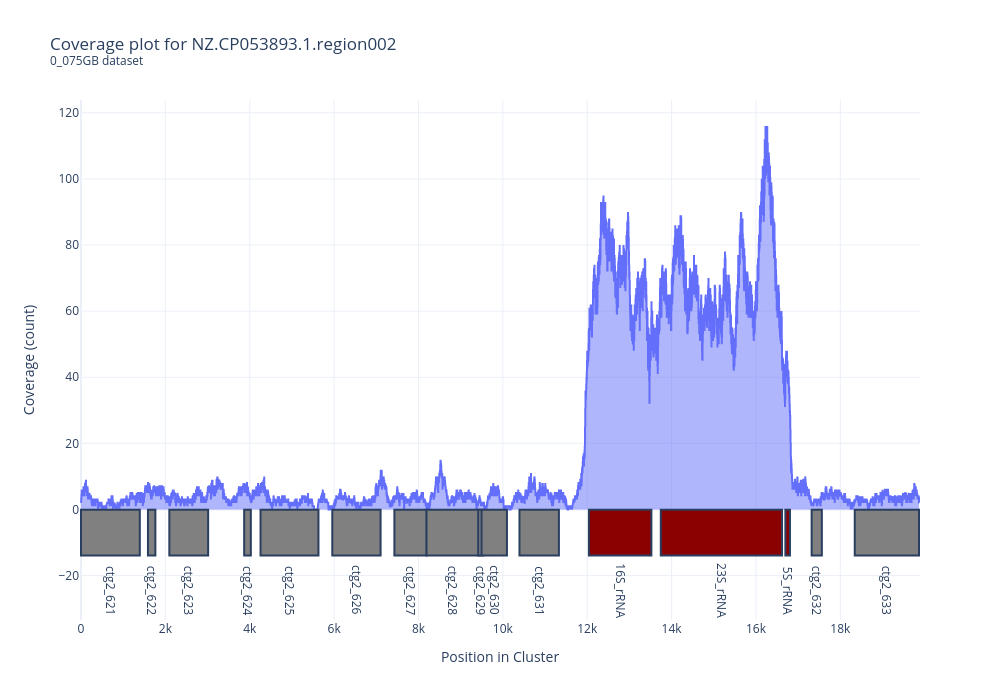 Coverage plot for NZ.CP053893.1.region002
0_075GB dataset
120
100
80
60
40
20
0
−20
Coverage (count)
ctg2_621
ctg2_622
ctg2_623
ctg2_624
ctg2_625
ctg2_626
ctg2_627
ctg2_628
ctg2_629
ctg2_630
ctg2_631
16S_rRNA
23S_rRNA
5S_rRNA
ctg2_632
ctg2_633
0
2k
4k
6k
8k
10k
12k
14k
16k
18k
Position in Cluster